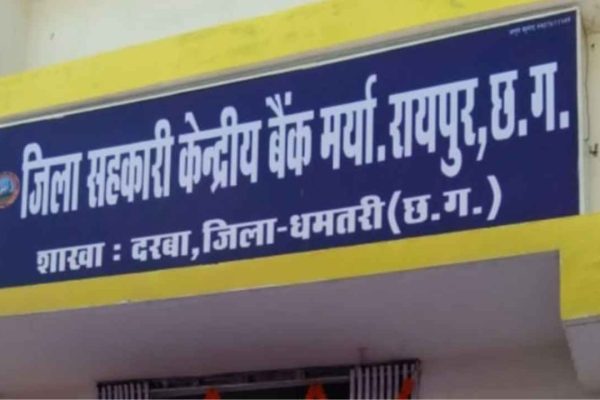 जिला सहकारी केन्द्रीय बैंक मर्या.रायपुर,छ.ग.
शाखा : दरबा,जिला-धमतरी(छ.ग.)